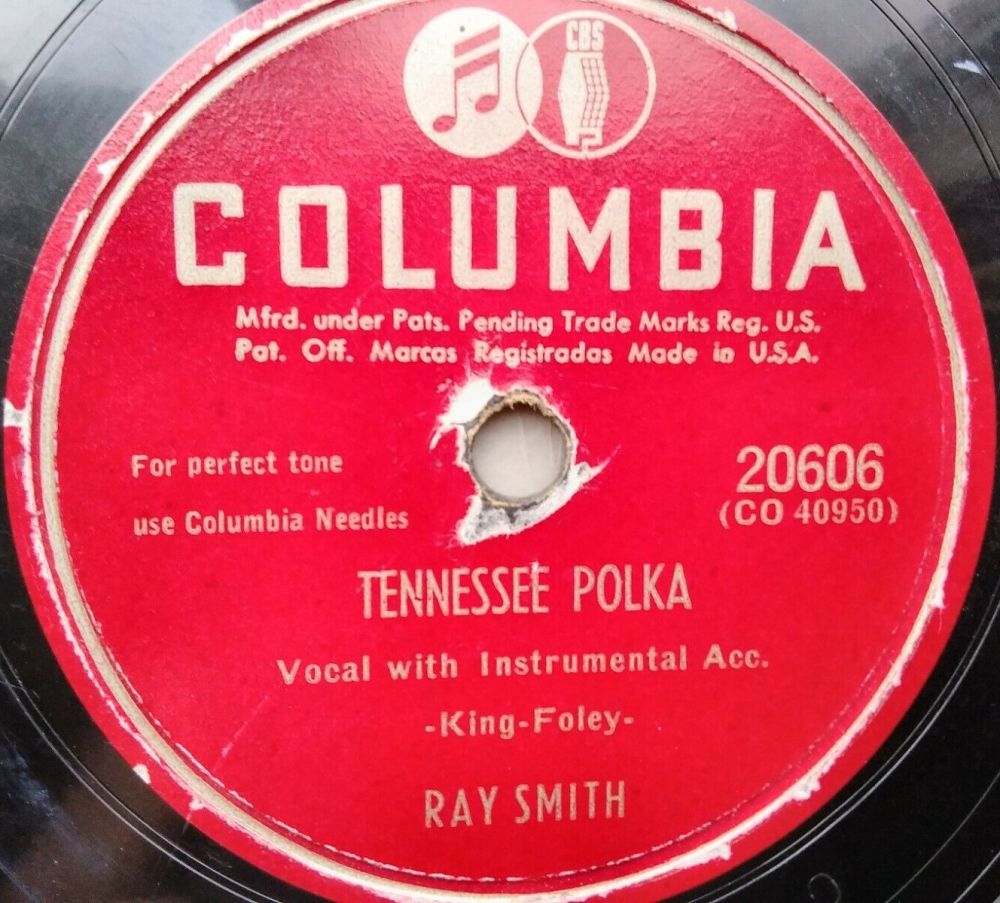 CBS
COLUMBIA
Mfrd. under Pats. Pending Trade Marks Reg. U.S.
Pat. Off. Marcas Registradas Made in U.S.A.
For perfect tone
use Columbia Needles
20606
(CO 40950)
TENNESSEE POLKA
Vocal with Instrumental Acc.
-King-Foley-
RAY SMITH